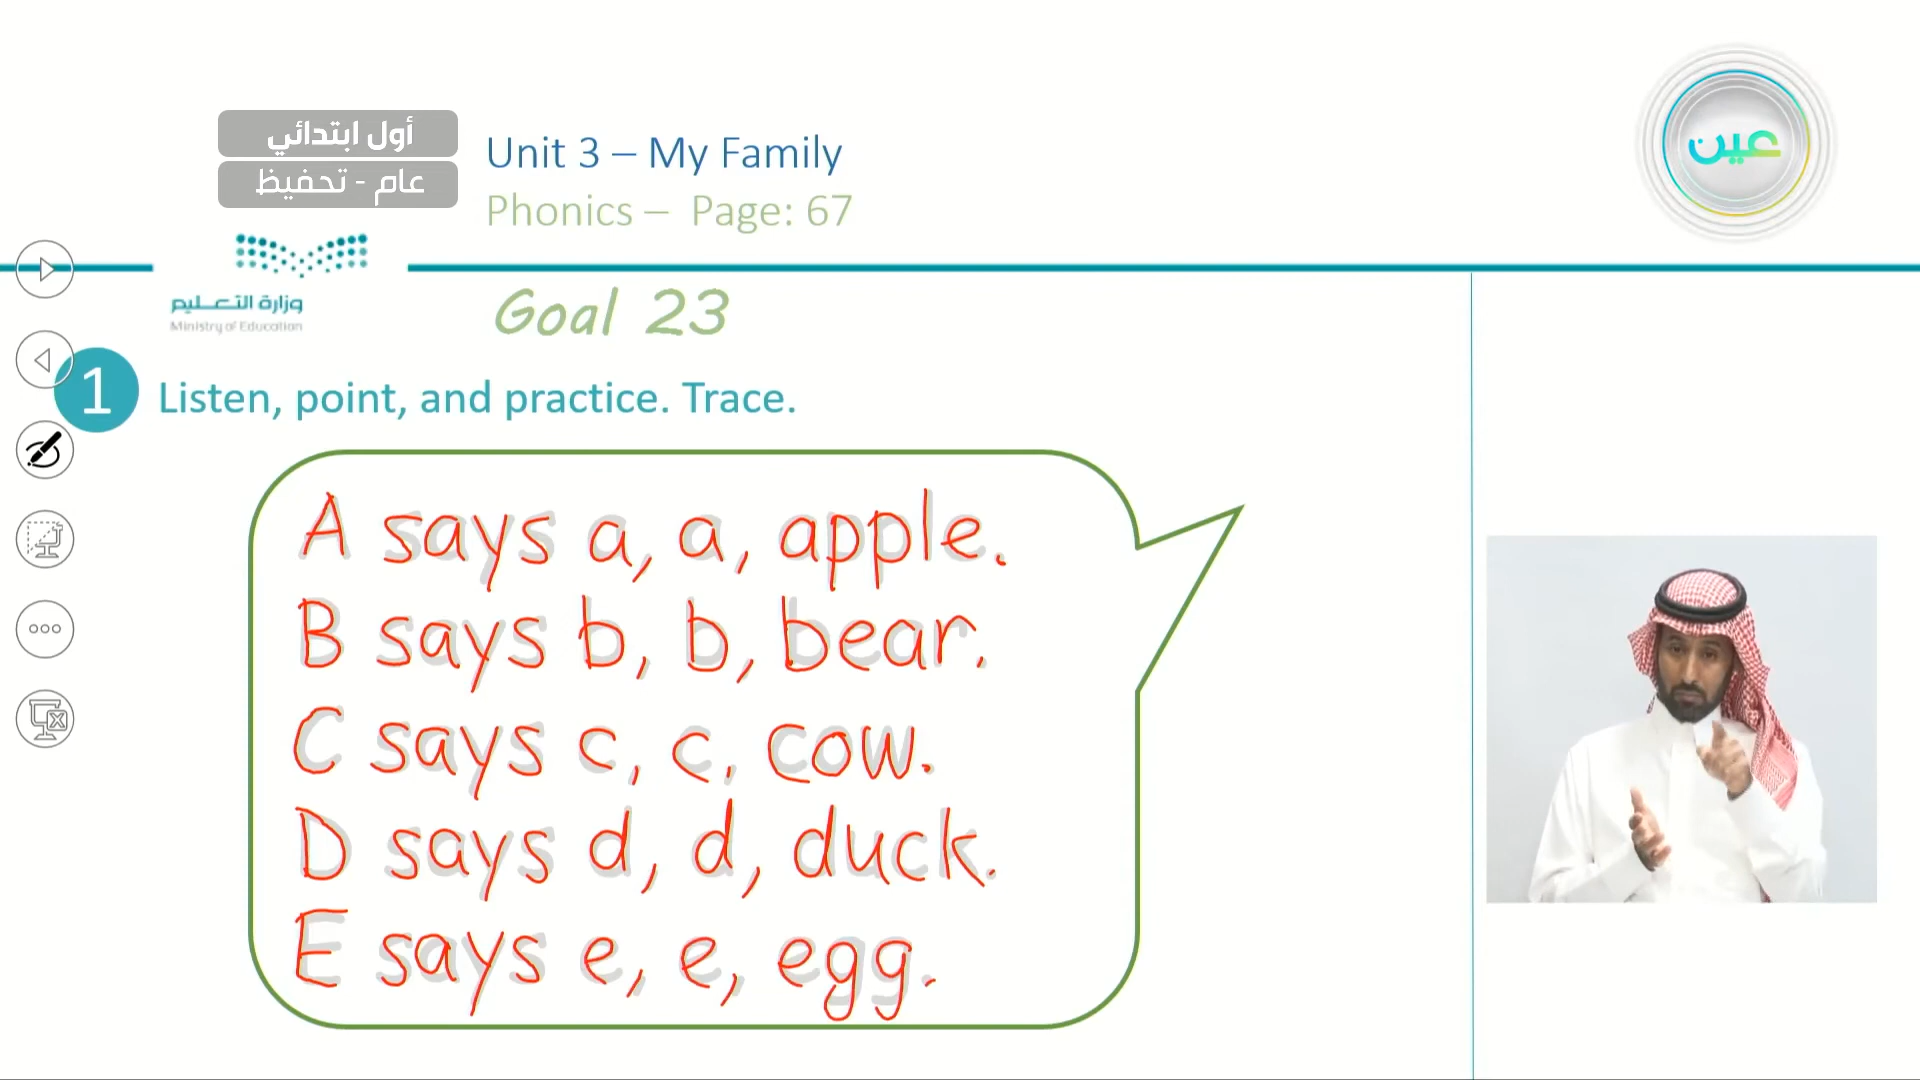 أول ابتدائي
عام - تحفيظ
Unit 3 – My Family
Phonics – Page: 67
عين
وزارة التعليم
Ministry of Education
Goal 23
1 Listen, point, and practice. Trace.
A says a, a, apple.
B says b, b, bear.
C says c, c, cow.
D says d, d, duck.
E says e, e, egg.